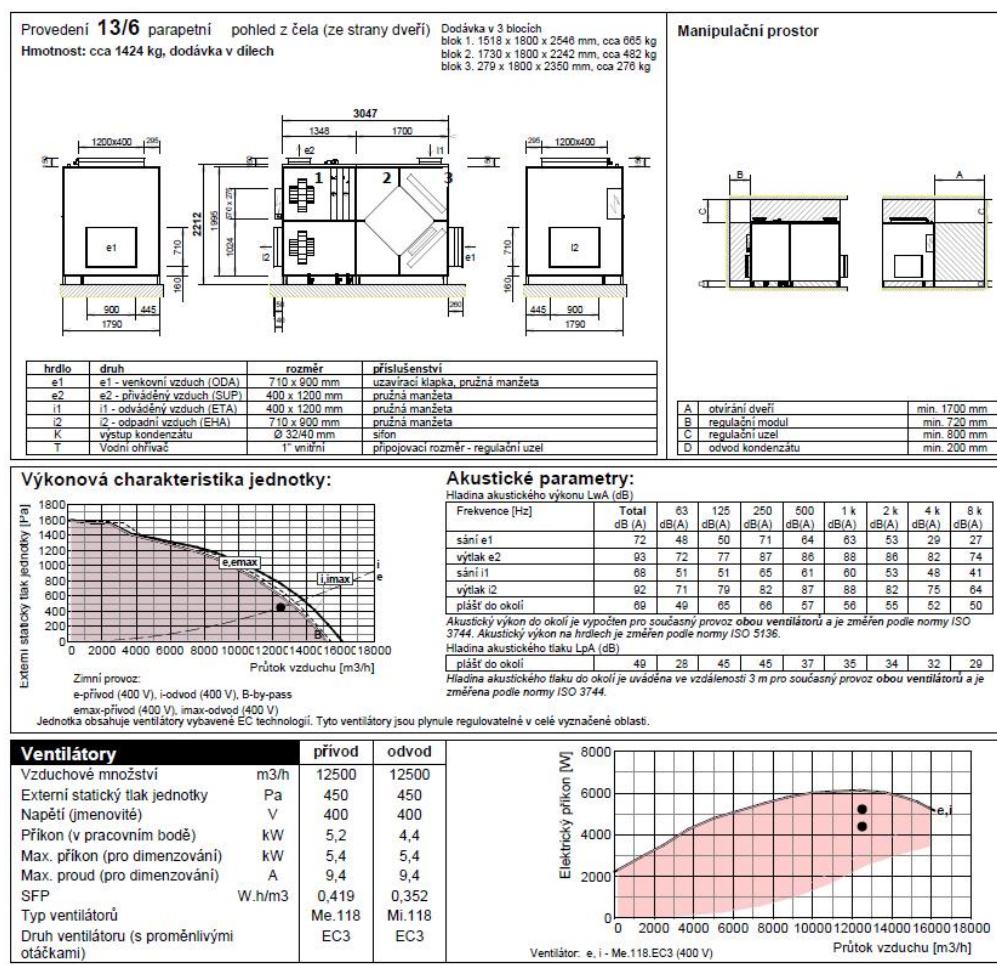 Provedení 13/6 parapetní pohled z čela (ze strany dveří)
Hmotnost: cca 1424 kg, dodávka v dílech
Dodávka v 3 blocích
blok 1. 1518 x 1800 x 2546 mm, cca 665 kg
blok 2. 1730 x 1800 x 2242 mm, cca 482 kg
blok 3. 279 x 1800 x 2350 mm, cca 276 kg
Manipulační prostor
3047
1200x400 295 1348 1700 295 1200x400
e2 i1
1 2 3
2212 1995 570 x 275 1024
e1 710 160 i3 e1 710 160 i2
900 445 260 445 900
1790 1790
B A
C C
hrdlo druh rozměr příslušenství
e1 e1 - venkovní vzduch (ODA) 710 x 900 mm uzavírací klapka, pružná manžeta
e2 e2 - přiváděný vzduch (SUP) 400 x 1200 mm pružná manžeta
i1 i1 - odváděný vzduch (ETA) 400 x 1200 mm pružná manžeta
i2 i2 - odpadní vzduch (EHA) 710 x 900 mm pružná manžeta
K výstup kondenzátu Ø 32/40 mm sifon
T Vodní ohřívač 1" vnitřní připojovací rozměr - regulační uzel
A otvírání dveří min. 1700 mm
B regulační modul min. 720 mm
C regulační uzel min. 800 mm
D odvod kondenzátu min. 200 mm
Výkonová charakteristika jednotky:
Externí statický tlak jednotky [Pa]
1800
1600
1400
1200
1000
800
600
400
200
0
e,emax
i,imax
i
e
B
0 2000 4000 6000 8000 10000 12000 14000 16000 18000
Průtok vzduchu [m3/h]
Zimní provoz:
e-přívod (400 V), i-odvod (400 V), B-by-pass
emax-přívod (400 V), imax-odvod (400 V)
Jednotka obsahuje ventilátory vybavené EC technologií. Tyto ventilátory jsou plynule regulovatelné v celé vyznačené oblasti.
Akustické parametry:
Hladina akustického výkonu LwA (dB)
Frekvence [Hz] Total 63 125 250 500 1 k 2 k 4 k 8 k
dB (A) dB(A) dB(A) dB(A) dB(A) dB(A) dB(A) dB(A) dB(A)
sání e1 72 48 50 71 64 63 53 29 27
výtlak e2 93 72 77 87 86 88 86 82 74
sání i1 68 51 51 65 61 60 53 48 41
výtlak i2 92 71 79 82 87 88 82 75 64
plášť do okolí 69 49 65 66 57 56 55 52 50
Akustický výkon do okolí je vypočten pro současný provoz obou ventilátorů a je změřen podle normy ISO
3744. Akustický výkon na hrdlech je změřen podle normy ISO 5136.
Hladina akustického tlaku LpA (dB)
plášť do okolí 49 28 45 45 37 35 34 32 29
Hladina akustického tlaku do okolí je uváděna ve vzdálenosti 3 m pro současný provoz obou ventilátorů a je
změřena podle normy ISO 3744.
Ventilátory přívod odvod
Vzduchové množství m3/h 12500 12500
Externí statický tlak jednotky Pa 450 450
Napětí (jmenovité) V 400 400
Příkon (v pracovním bodě) kW 5,2 4,4
Max. příkon (pro dimenzování) kW 5,4 5,4
Max. proud (pro dimenzování) A 9,4 9,4
SFP W.h/m3 0,419 0,352
Typ ventilátorů Me.118 Mi.118
Druh ventilátoru (s proměnlivými EC3 EC3
otáčkami)
Elektrický příkon [W]
8000
6000
4000
2000
0
e,i
0 2000 4000 6000 8000 10000 12000 14000 16000 18000
Průtok vzduchu [m3/h]
Ventilátor: e, i - Me.118.EC3 (400 V)